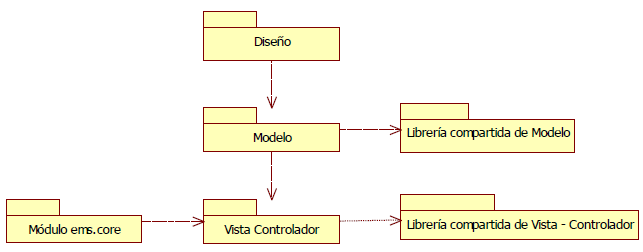 Diseño
Modelo
Librería compartida de Modelo
Módulo ems.core
Vista Controlador
Librería compartida de Vista - Controlador